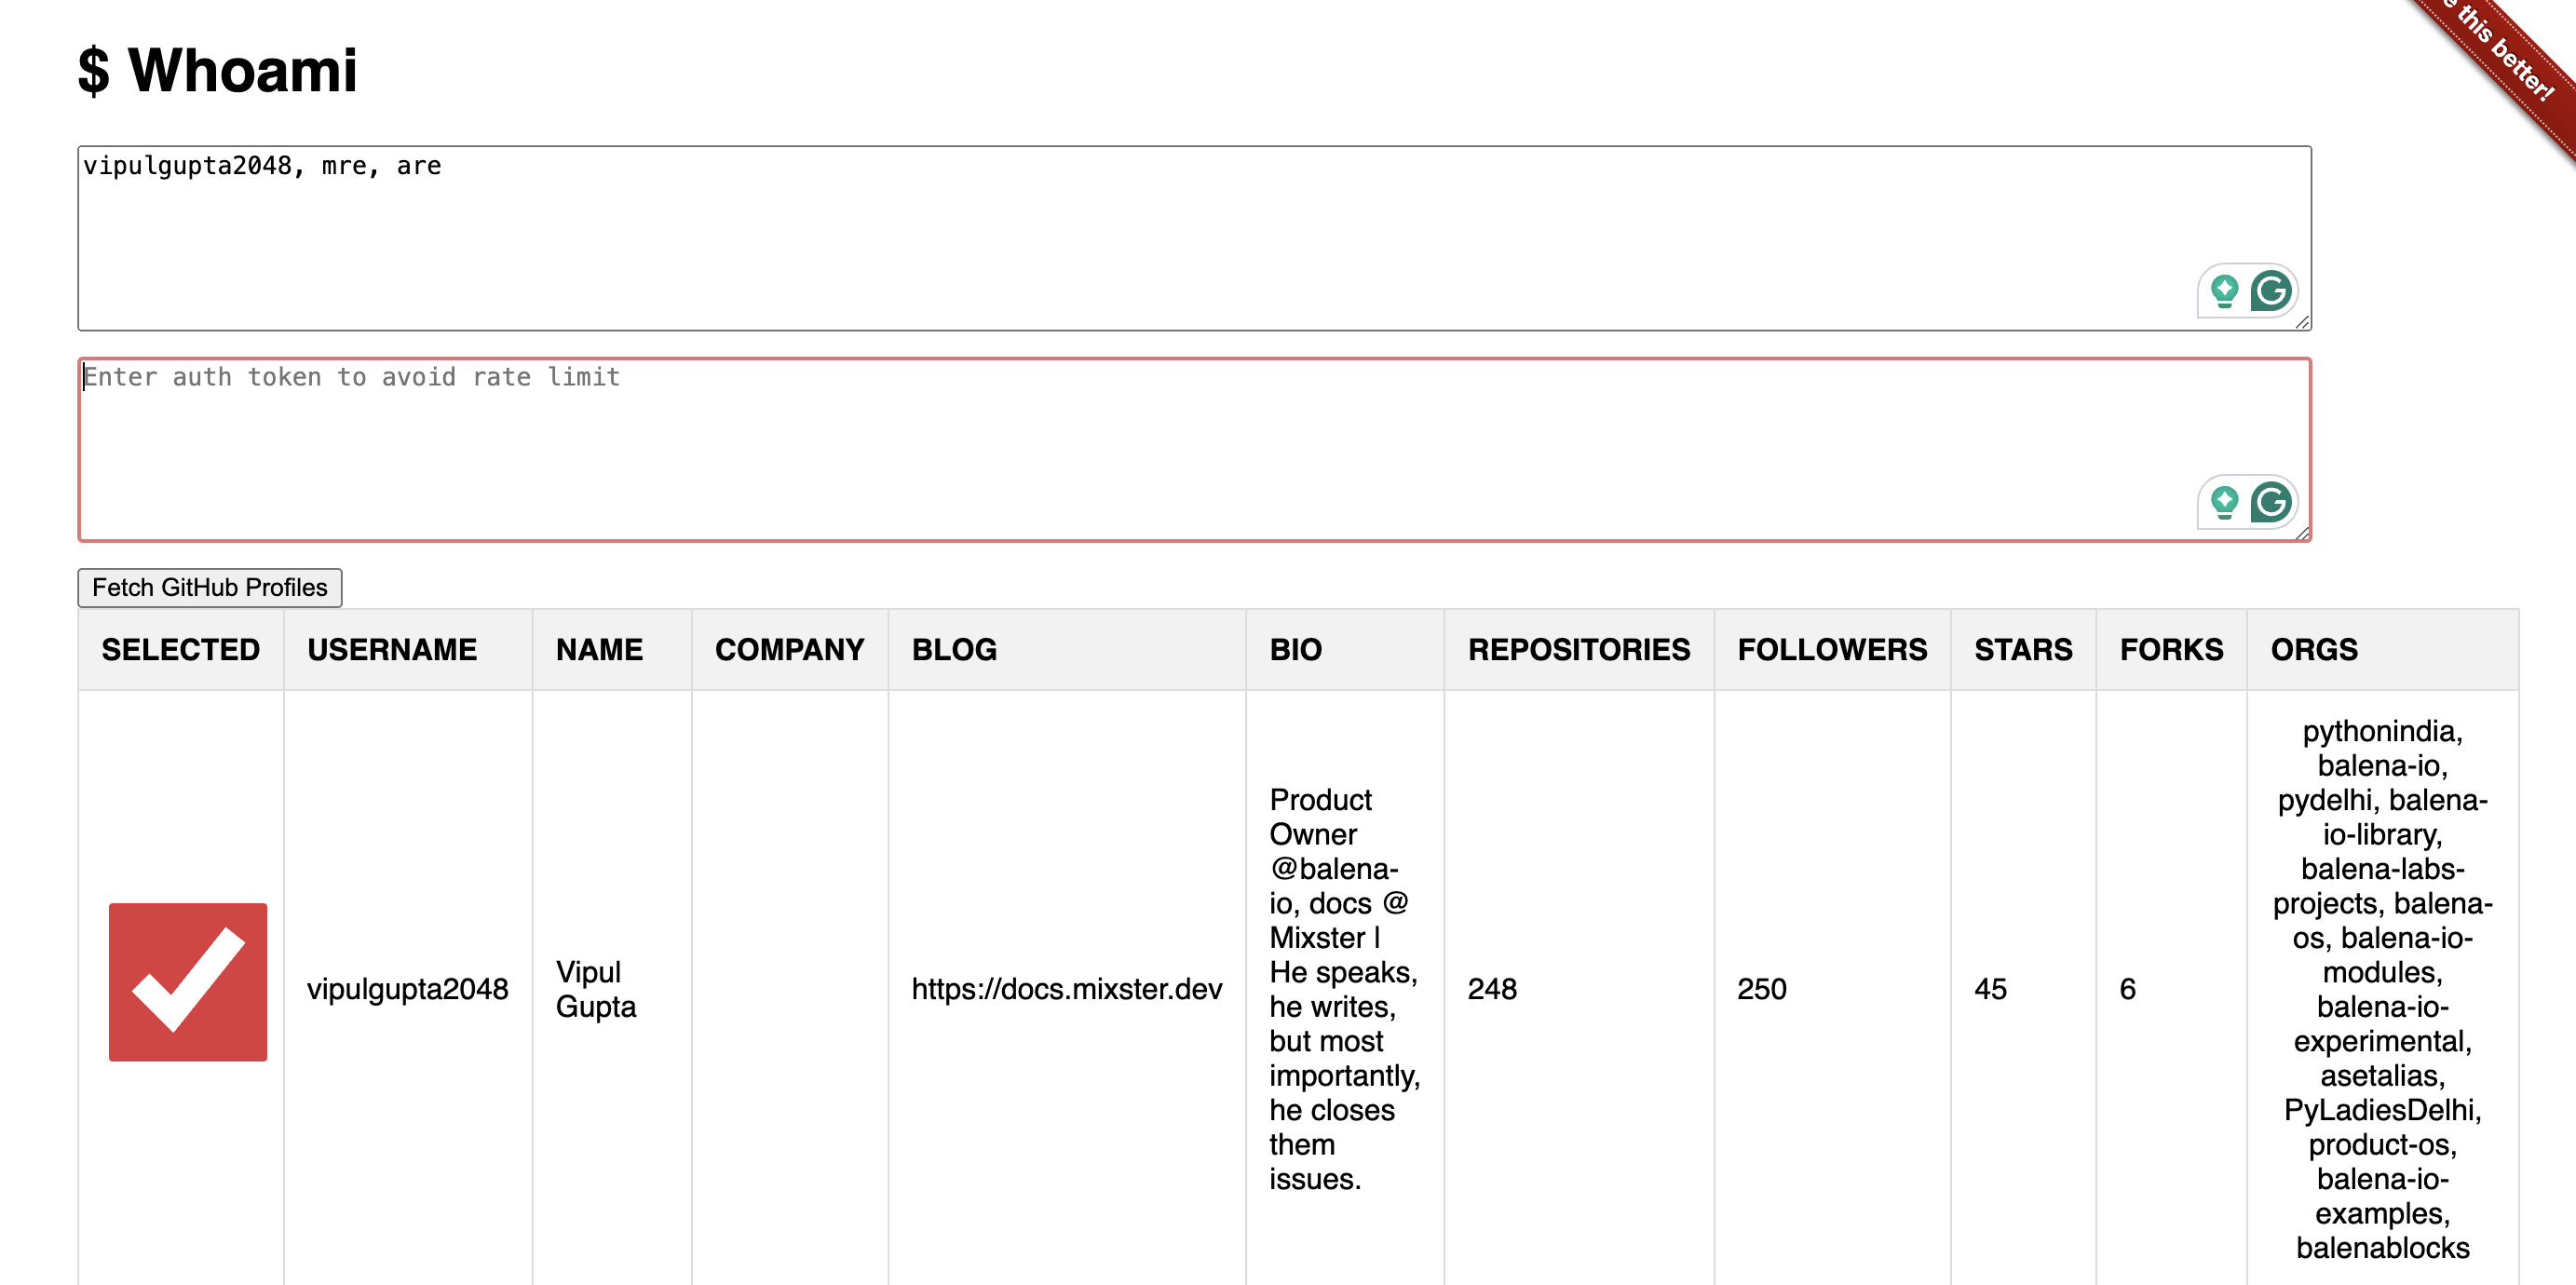 $ Whoami
this better!
vipulgupta2048, mre, are
Enter auth token to avoid rate limit
Fetch GitHub Profiles
SELECTED USERNAME NAME COMPANY BLOG BIO REPOSITORIES FOLLOWERS STARS FORKS ORGS
vipulgupta2048
Vipul
Gupta
https://docs.mixster.dev
Product
Owner
@balena-
io, docs @
Mixster |
He speaks,
he writes,
but most
importantly,
he closes
them
issues.
248
250
45
6
pythonindia,
balena-io,
pydelhi, balena-
io-library,
balena-labs-
projects, balena-
os, balena-io-
modules,
balena-io-
experimental,
asetalias,
PyLadiesDelhi,
product-os,
balena-io-
examples,
balenablocks